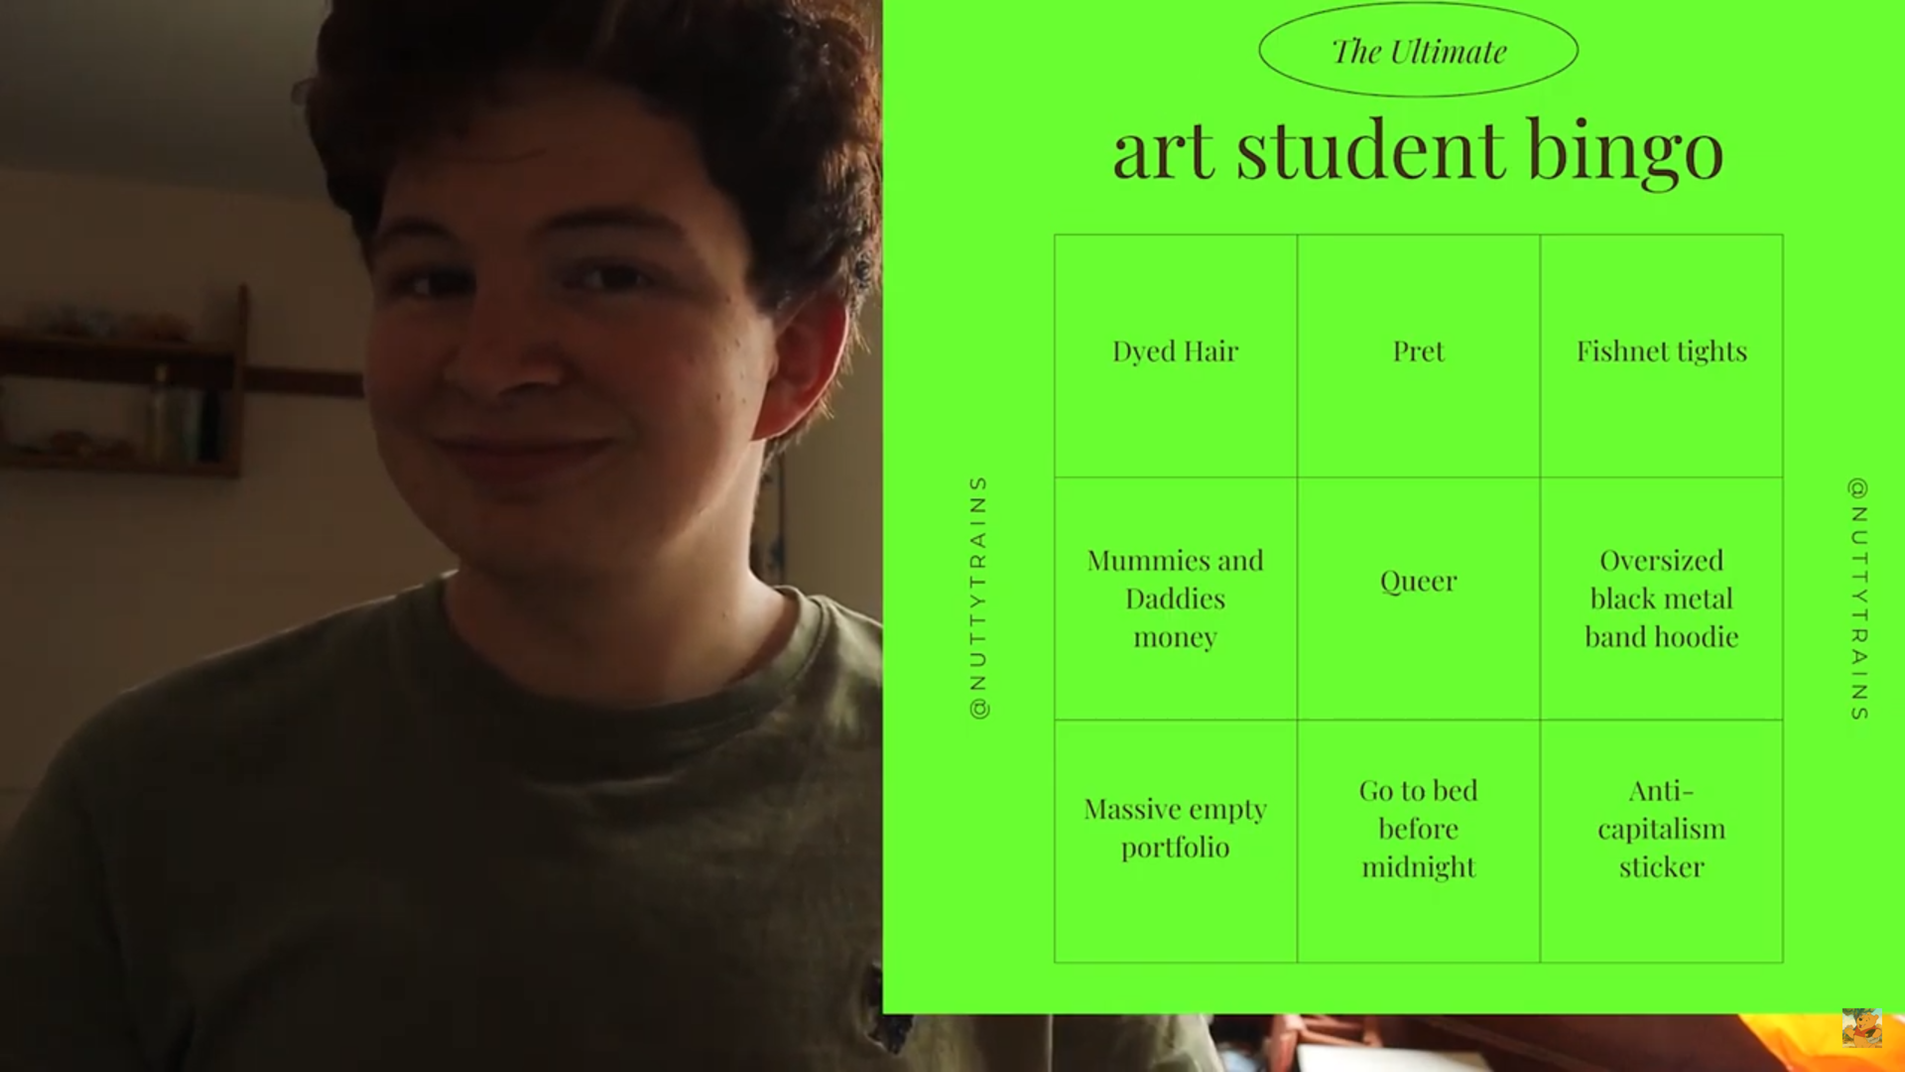 The Ultimate
art student bingo
Dyed Hair
Pret
Fishnet tights
Mummies and
Daddies
money
Queer
Oversized
black metal
band hoodie
Massive empty
portfolio
Go to bed
before
midnight
Anti-
capitalism
sticker
@NUTTYTRAINS
@NUTTYTRAINS